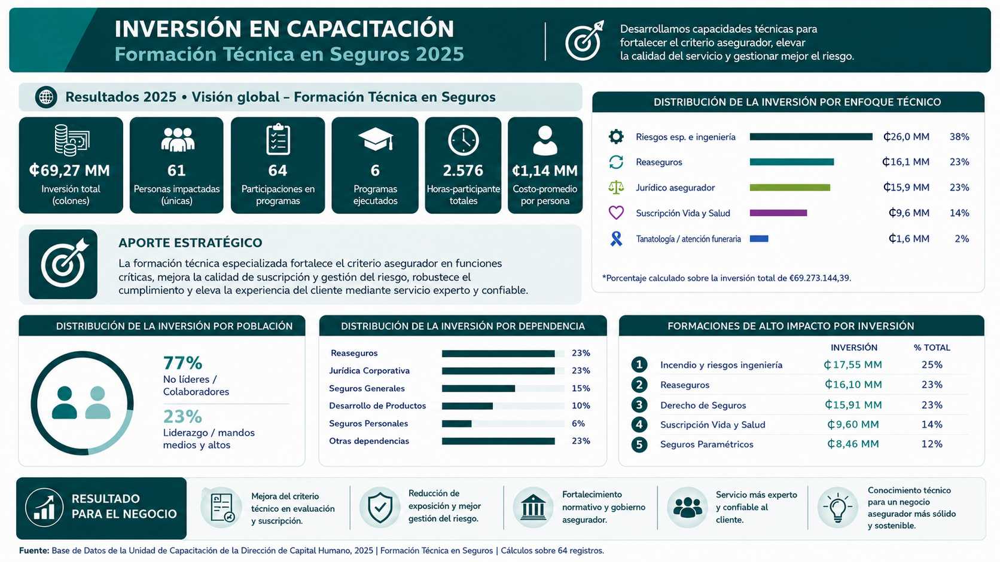 INVERSIÓN EN CAPACITACIÓN
Formación Técnica en Seguros 2025
Desarrollamos capacidades técnicas para
fortalecer el criterio asegurador, elevar
la calidad del servicio y gestionar mejor el riesgo.
Resultados 2025 • Visión global – Formación Técnica en Seguros
₵69,27 MM
Inversión total
(colones)
61
Personas impactadas
(únicas)
64
Participaciones en
programas
6
Programas
ejecutados
2.576
Horas-participante
totales
₵1,14 MM
Costo-promedio
por persona
APORTE ESTRATÉGICO
La formación técnica especializada fortalece el criterio asegurador en funciones
críticas, mejora la calidad de suscripción y gestión del riesgo, robustece el
cumplimiento y eleva la experiencia del cliente mediante servicio experto y confiable.
DISTRIBUCIÓN DE LA INVERSIÓN POR ENFOQUE TÉCNICO
Riesgos esp. e ingeniería ₵26,0 MM 38%
Reaseguros ₵16,1 MM 23%
Jurídico asegurador ₵15,9 MM 23%
Suscripción Vida y Salud ₵9,6 MM 14%
Tanatología / atención funeraria ₵1,6 MM 2%
*Porcentaje calculado sobre la inversión total de €69.273.144,39.
DISTRIBUCIÓN DE LA INVERSIÓN POR POBLACIÓN
77%
No líderes /
Colaboradores
23%
Liderazgo / mandos
medios y altos
DISTRIBUCIÓN DE LA INVERSIÓN POR DEPENDENCIA
Reaseguros 23%
Jurídica Corporativa 23%
Seguros Generales 15%
Desarrollo de Productos 10%
Seguros Personales 6%
Otras dependencias 23%
FORMACIONES DE ALTO IMPACTO POR INVERSIÓN
INVERSIÓN % TOTAL
1 Incendio y riesgos ingeniería ₵17,55 MM 25%
2 Reaseguros ₵16,10 MM 23%
3 Derecho de Seguros ₵15,91 MM 23%
4 Suscripción Vida y Salud ₵9,60 MM 14%
5 Seguros Paramétricos ₵8,46 MM 12%
RESULTADO
PARA EL NEGOCIO
Mejora del criterio
técnico en evaluación
y suscripción.
Reducción de
exposición y mejor
gestión del riesgo.
Fortalecimiento
normativo y gobierno
asegurador.
Servicio más experto
y confiable al
cliente.
Conocimiento técnico
para un negocio
asegurador más sólido
y sostenible.
Fuente: Base de Datos de la Unidad de Capacitación de la Dirección de Capital Humano, 2025 | Formación Técnica en Seguros | Cálculos sobre 64 registros.